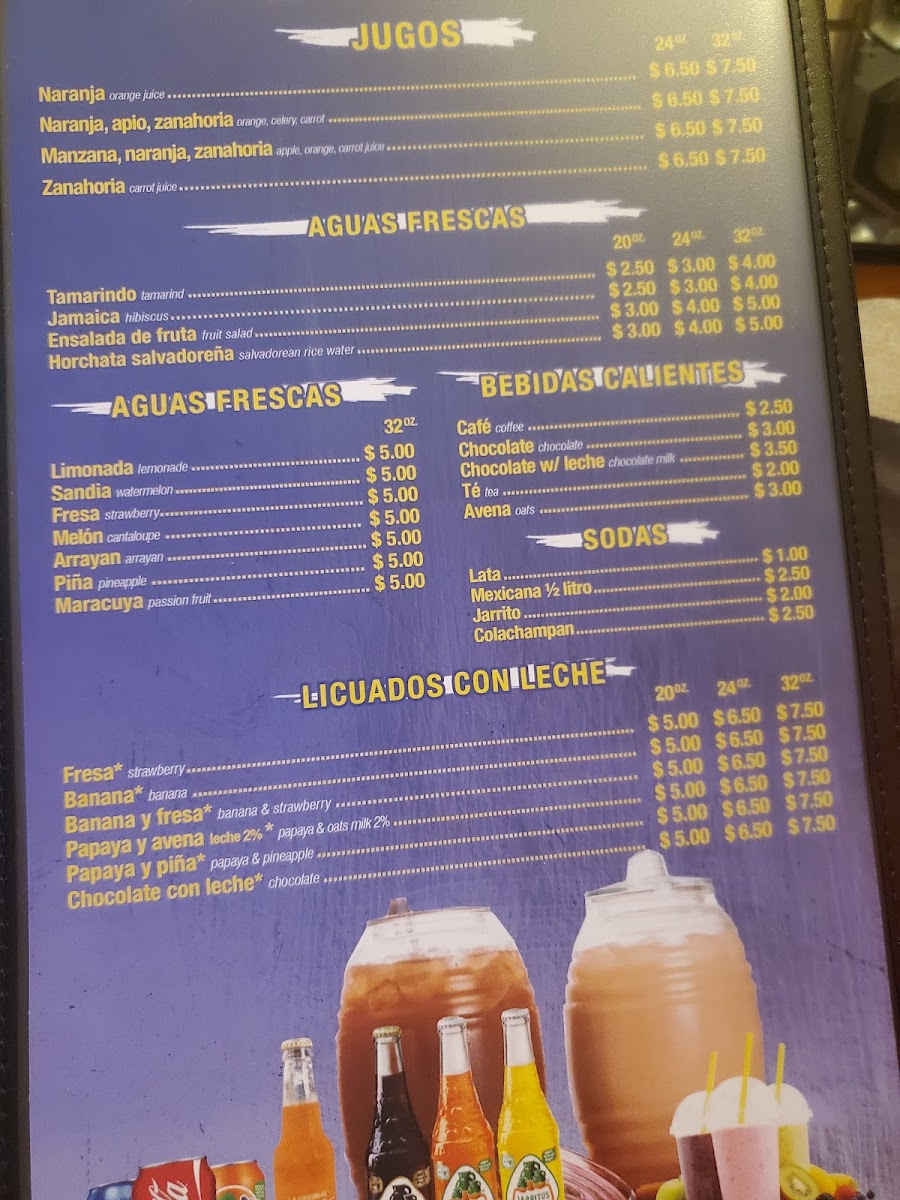 JUGOS
24oz. 32oz.
Naranja orange juice $6.50 $7.50
Naranja, apio, zanahoria orange, celery, carrot $6.50 $7.50
Manzana, naranja, zanahoria apple, orange, carrot juice $6.50 $7.50
Zanahoria carrot juice $6.50 $7.50
AGUAS FRESCAS
20oz. 24oz. 32oz.
Tamarindo tamarind $2.50 $3.00 $4.00
Jamaica hibiscus $2.50 $3.00 $4.00
Ensalada de fruta fruit salad $3.00 $4.00 $5.00
Horchata salvadoreña salvadorean rice water $3.00 $4.00 $5.00
AGUAS FRESCAS
32oz.
Limonada lemonade $5.00
Sandia watermelon $5.00
Fresa strawberry $5.00
Melón cantaloupe $5.00
Arrayan arrayan $5.00
Piña pineapple $5.00
Maracuya passion fruit $5.00
BEBIDAS CALIENTES
Café coffee $2.50
Chocolate chocolate $3.00
Chocolate w/ leche chocolate milk $3.50
Té tea $2.00
Avena oats $3.00
SODAS
Lata $1.00
Mexicana ½ litro $2.50
Jarrito $2.00
Colachampan $2.50
LICUADOS CON LECHE
20oz. 24oz. 32oz.
Fresa* strawberry $5.00 $6.50 $7.50
Banana* banana $5.00 $6.50 $7.50
Banana y fresa* banana & strawberry $5.00 $6.50 $7.50
Papaya y avena leche 2%* papaya & oats milk 2% $5.00 $6.50 $7.50
Papaya y piña* papaya & pineapple $5.00 $6.50 $7.50
Chocolate con leche* chocolate $5.00 $6.50 $7.50
JARRITOS